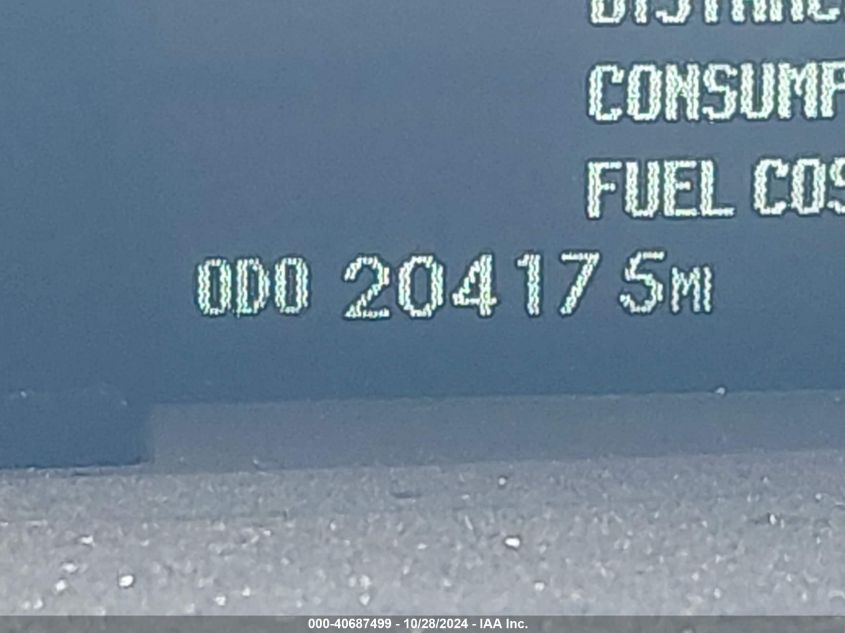 CONSUMP
FUEL COS
ODO 204175MI
000-40687499 - 10/28/2024 - IAA Inc.